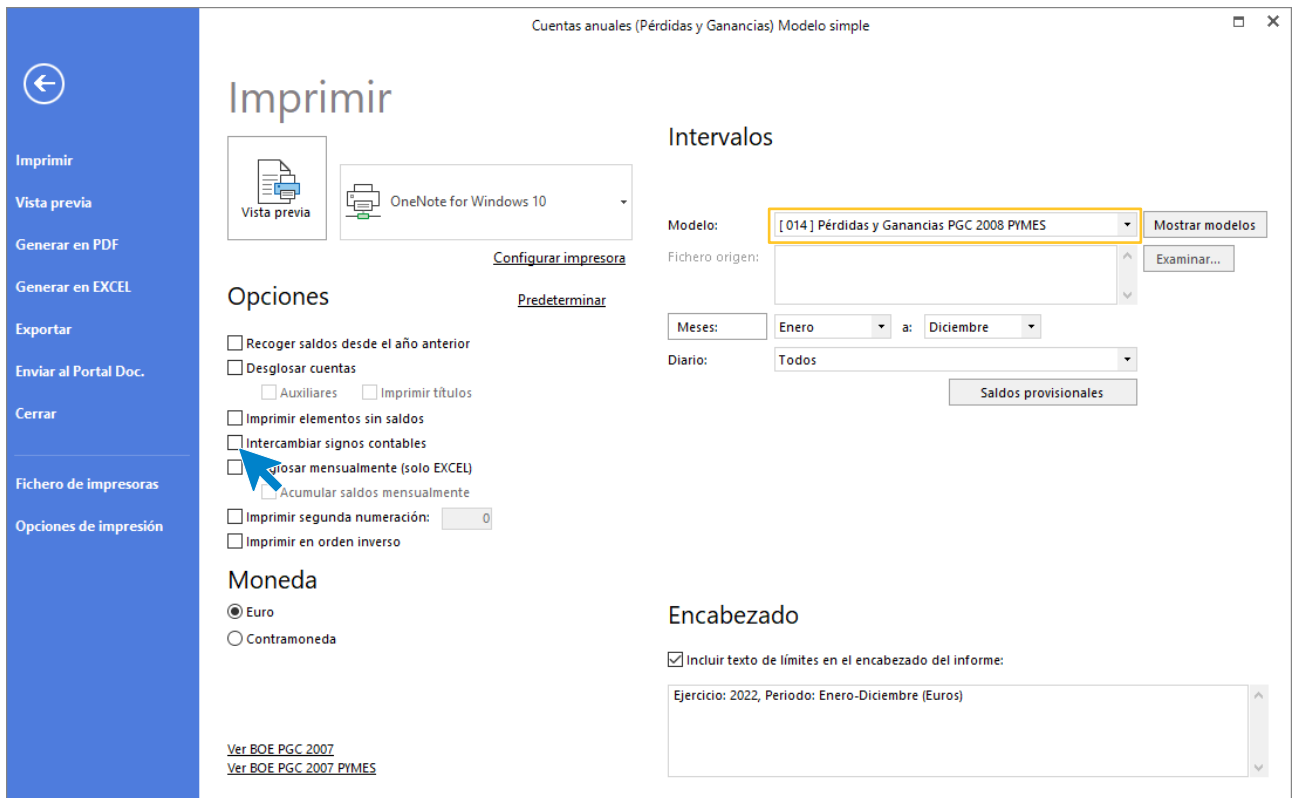 Cuentas anuales (Pérdidas y Ganancias) Modelo simple
Imprimir
Vista previa
Generar en PDF
Generar en EXCEL
Exportar
Enviar al Portal Doc.
Cerrar
Fichero de impresoras
Opciones de impresión
Imprimir
Vista previa
OneNote for Windows 10
Configurar impresora
Opciones
Predeterminar
Recoger saldos desde el año anterior
Desglosar cuentas
Auxiliares
Imprimir títulos
Imprimir elementos sin saldos
Intercambiar signos contables
glosar mensualmente (solo EXCEL)
Acumular saldos mensualmente
Imprimir segunda numeración:
0
Imprimir en orden inverso
Moneda
Euro
Contramoneda
Ver BOE PGC 2007
Ver BOE PGC 2007 PYMES
Intervalos
Modelo:
[ 014 ] Pérdidas y Ganancias PGC 2008 PYMES
Mostrar modelos
Fichero origen:
Examinar...
Meses:
Enero
a:
Diciembre
Diario:
Todos
Saldos provisionales
Encabezado
Incluir texto de límites en el encabezado del informe:
Ejercicio: 2022, Periodo: Enero-Diciembre (Euros)